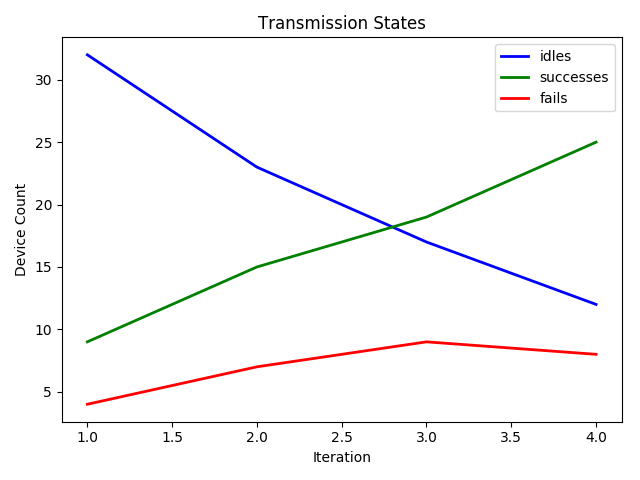 Transmission States
idles
successes
fails
Device Count
30
25
20
15
10
5
1.0 1.5 2.0 2.5 3.0 3.5 4.0
Iteration